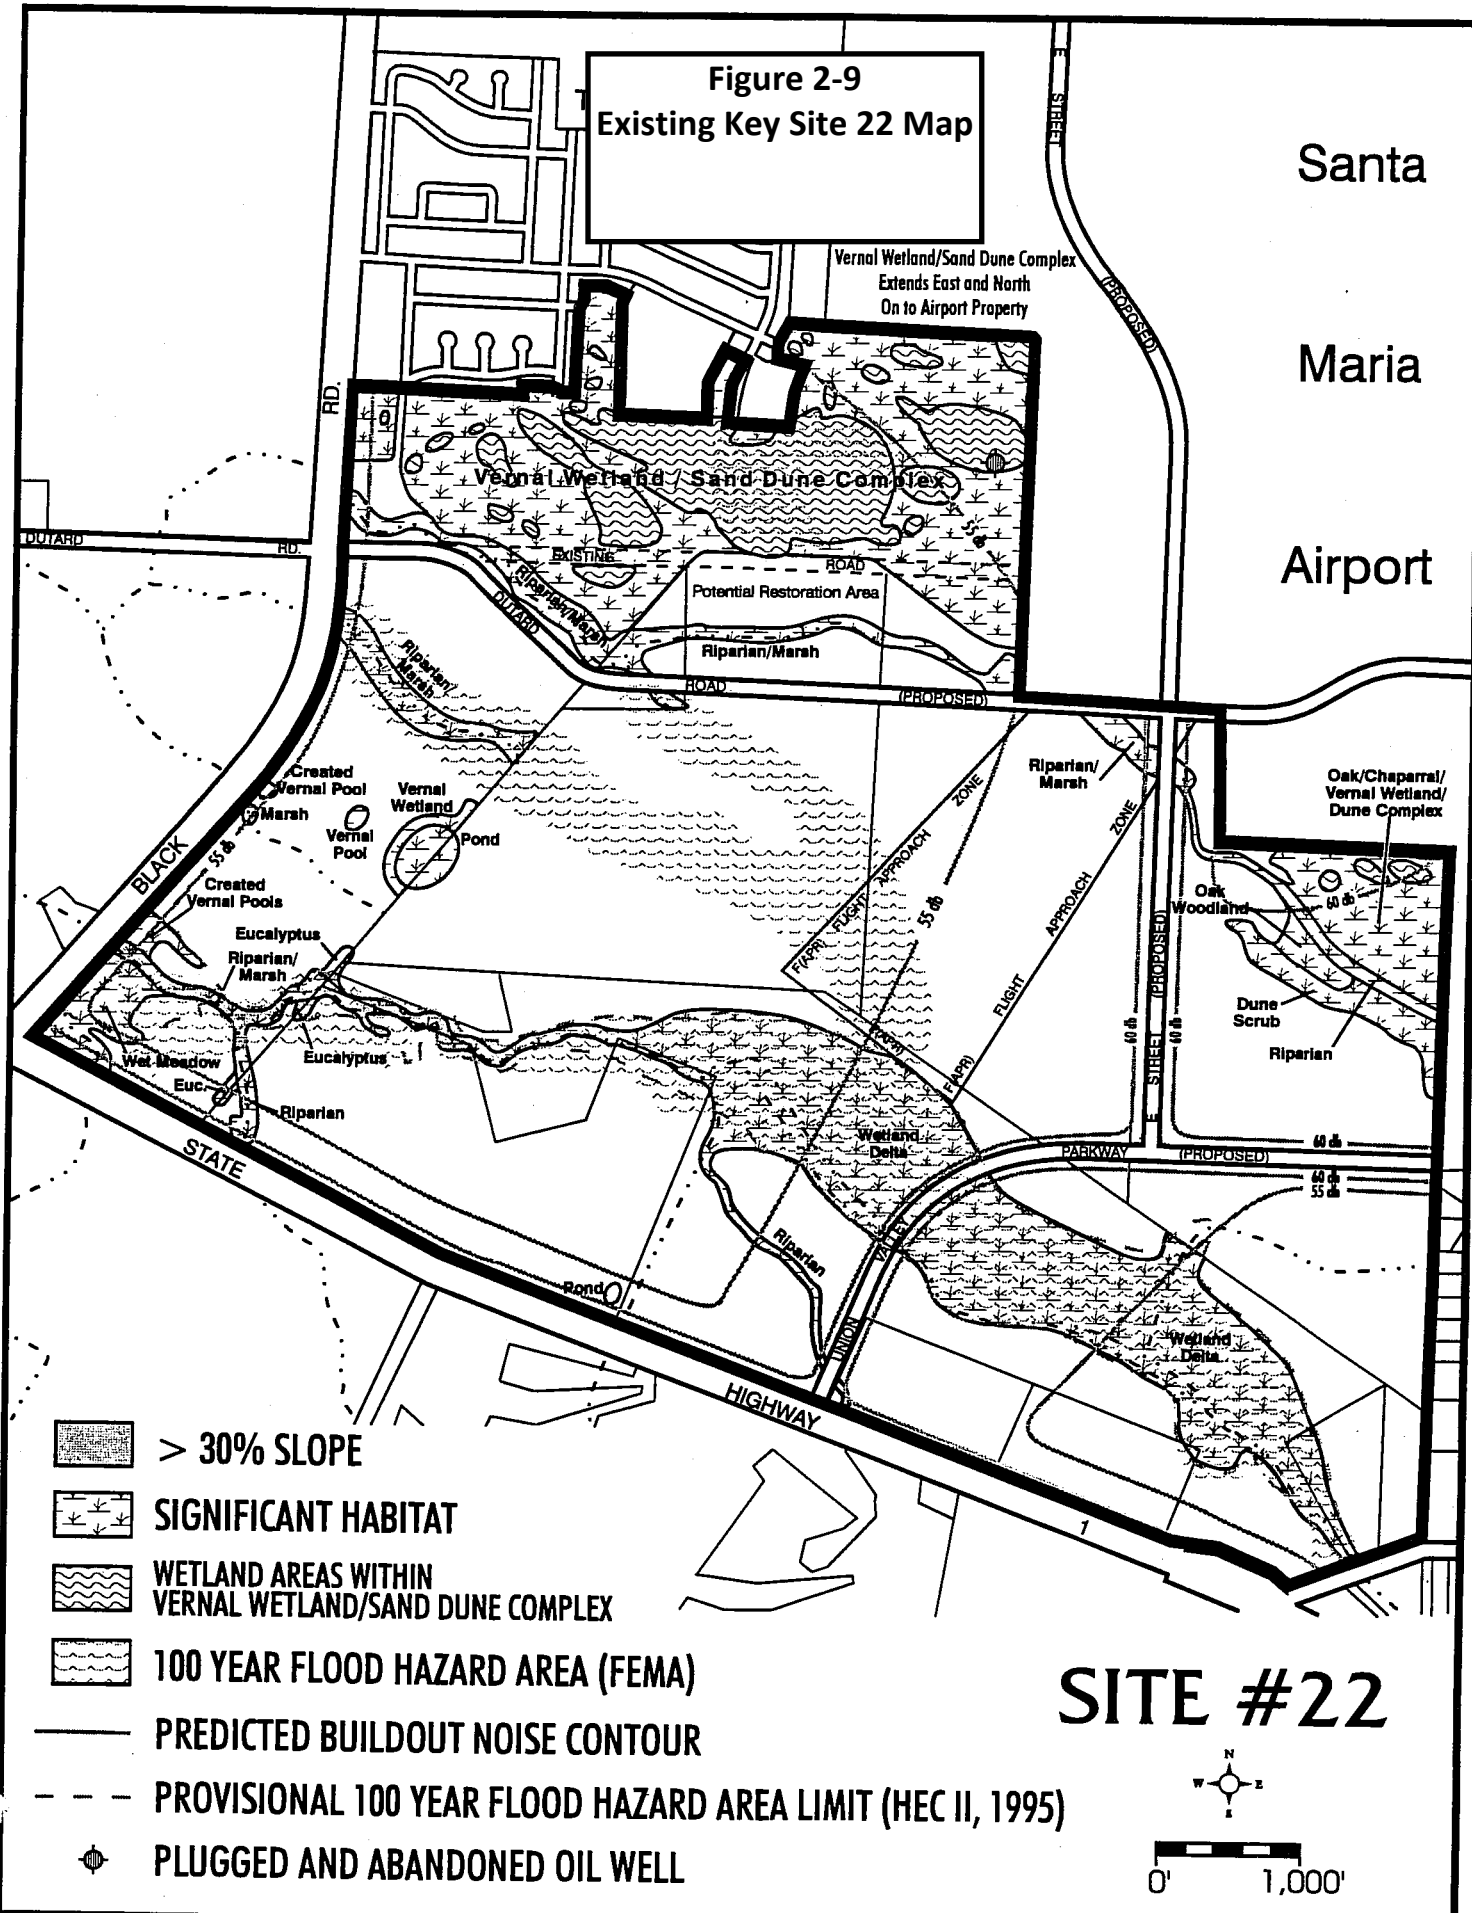 Figure 2-9
Existing Key Site 22 Map
E
STREET
(PROPOSED)
Santa
Maria
Airport
Vernal Wetland/Sand Dune Complex
Extends East and North
On to Airport Property
RD.
Vernal Wetland / Sand Dune Complex
55 db
DUTARD
RD.
EXISTING
ROAD
Potential Restoration Area
Riparian/Marsh
DUTARD
Riparian/Marsh
ROAD
(PROPOSED)
Riparian/
Marsh
Riparian/
Marsh
Created
Vernal Pool
Marsh
Vernal
Wetland
Vernal
Pool
Pond
ZONE
APPROACH
FLIGHT
F(APR)
55 db
ZONE
APPROACH
FLIGHT
F(APR)
F(APR)
Oak/Chaparral/
Vernal Wetland/
Dune Complex
BLACK
55 db
Created
Vernal Pools
Oak
Woodland
60 db
Eucalyptus
Riparian/
Marsh
(PROPOSED)
STREET
E
60 db
60 db
Dune
Scrub
Riparian
Wet Meadow
Eucalyptus
Euc.
Riparian
Wetland
Delta
PARKWAY
(PROPOSED)
60 db
60 db
55 db
STATE
Riparian
VALLEY
UNION
Pond
Wetland
Delta
HIGHWAY
1
> 30% SLOPE
SIGNIFICANT HABITAT
WETLAND AREAS WITHIN
VERNAL WETLAND/SAND DUNE COMPLEX
100 YEAR FLOOD HAZARD AREA (FEMA)
PREDICTED BUILDOUT NOISE CONTOUR
PROVISIONAL 100 YEAR FLOOD HAZARD AREA LIMIT (HEC II, 1995)
PLUGGED AND ABANDONED OIL WELL
SITE #22
N
W
E
0'
1,000'